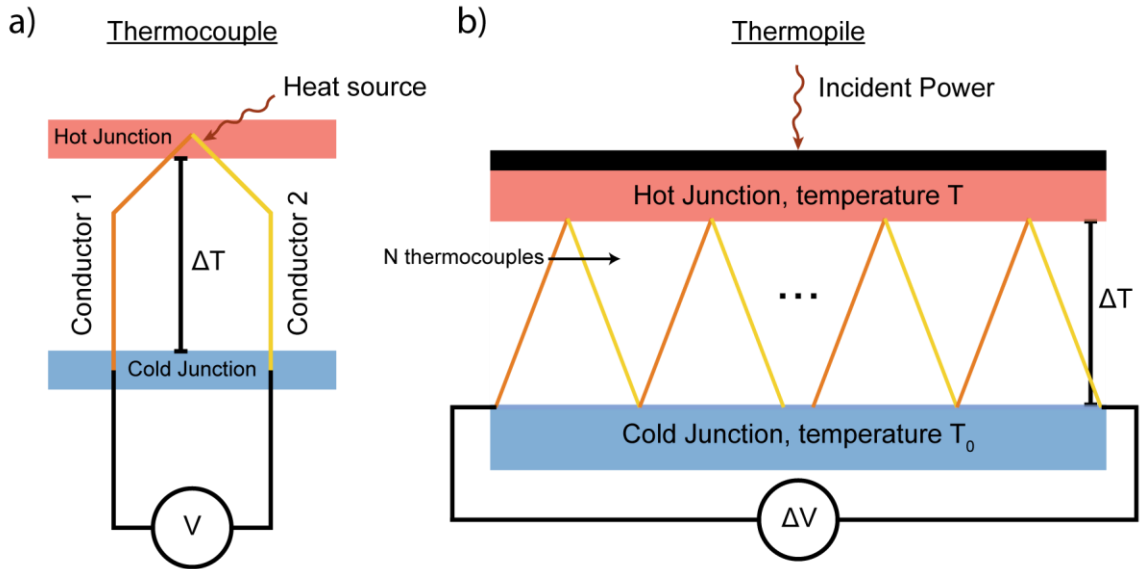 a)
Thermocouple
Heat source
Hot Junction
Conductor 1
ΔT
Conductor 2
Cold Junction
V
b)
Thermopile
Incident Power
Hot Junction, temperature T
N thermocouples
...
ΔT
Cold Junction, temperature T₀
ΔV